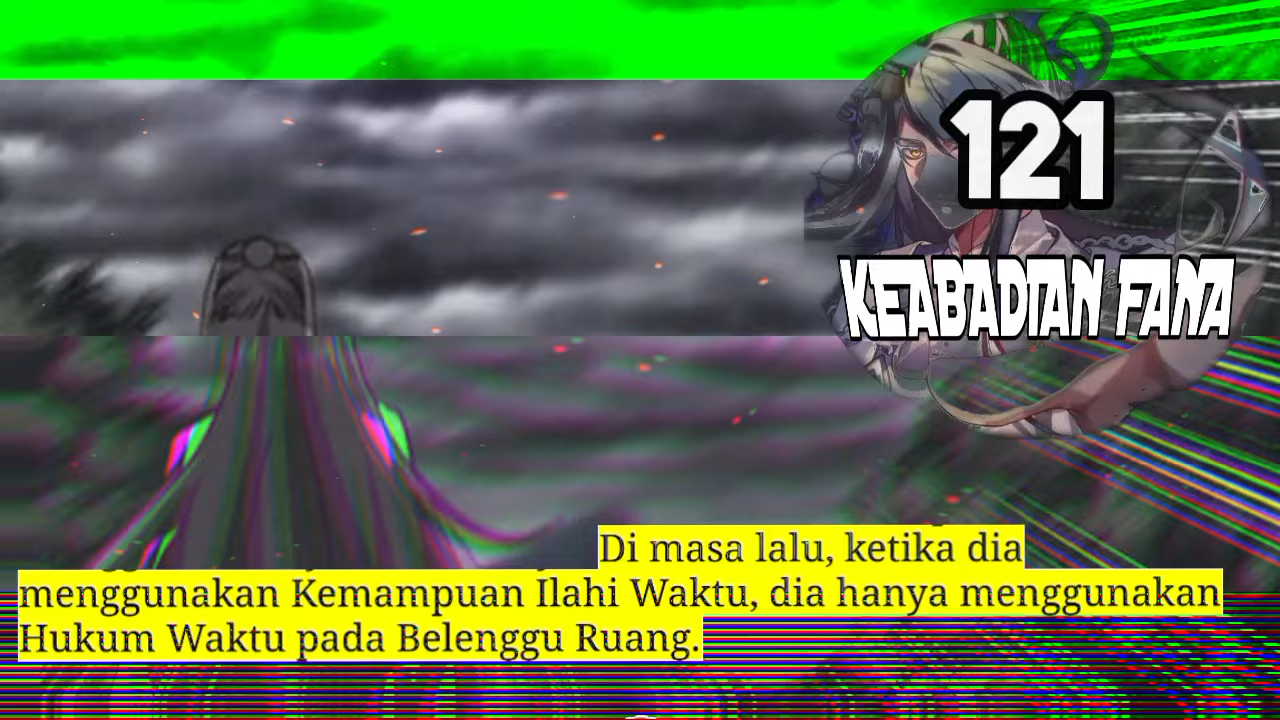 121
KEABADIAN FANA
Di masa lalu, ketika dia
menggunakan Kemampuan Ilahi Waktu, dia hanya menggunakan
Hukum Waktu pada Belenggu Ruang.